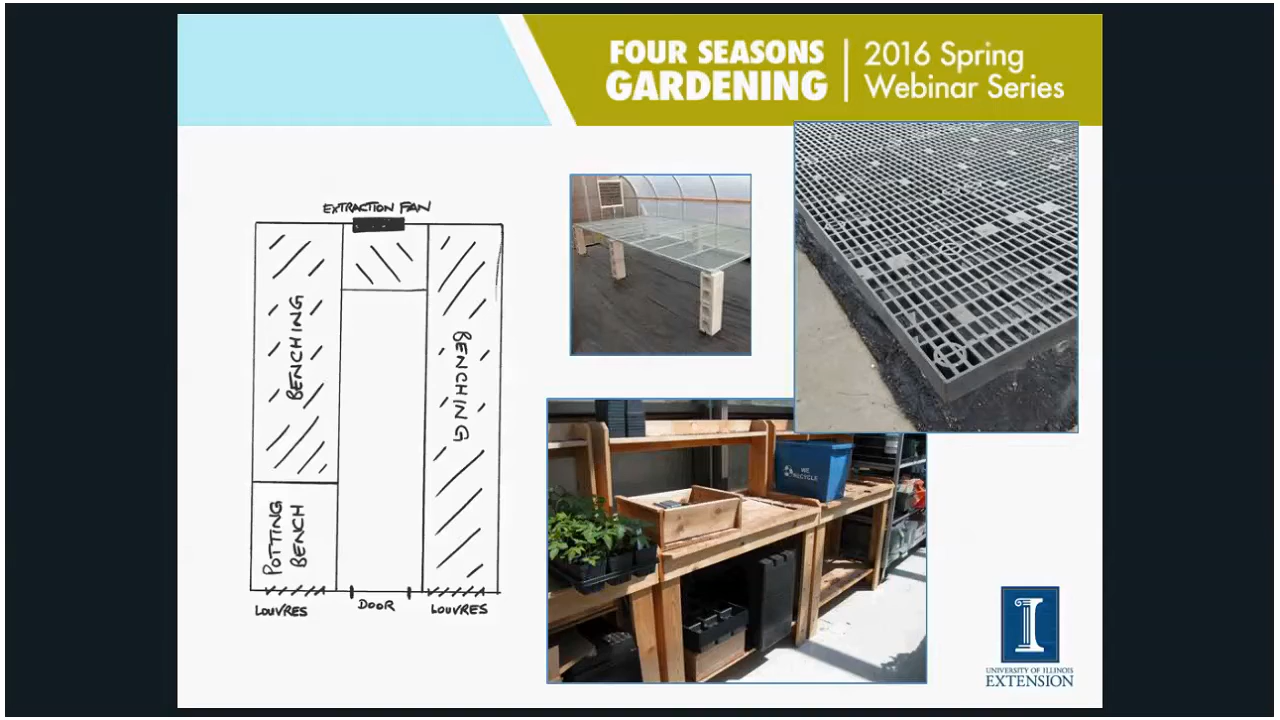 FOUR SEASONS
GARDENING
2016 Spring
Webinar Series
EXTRACTION FAN
BENCHING
BENCHING
POTTING
BENCH
LOUVRES
DOOR
LOUVRES
WE
RECYCLE
UNIVERSITY OF ILLINOIS
EXTENSION